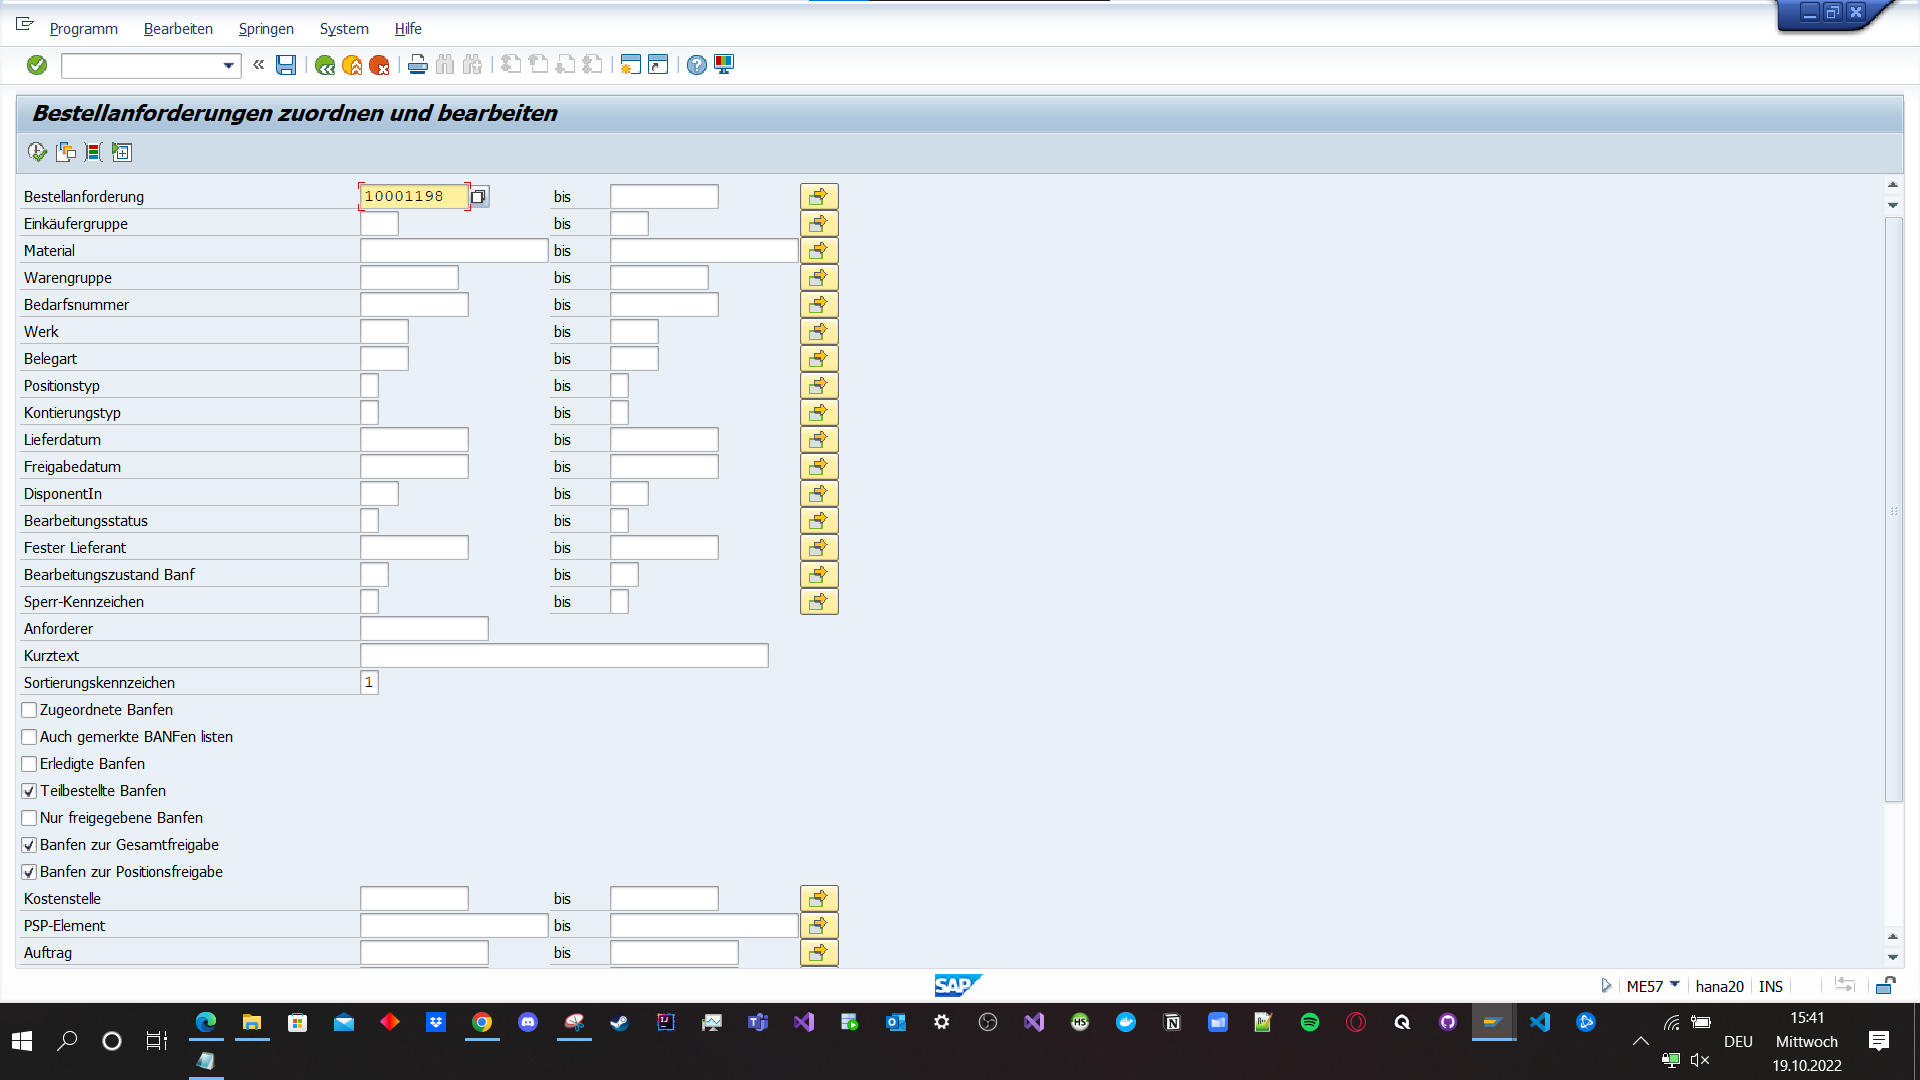 Programm Bearbeiten Springen System Hilfe
Bestellanforderungen zuordnen und bearbeiten
Bestellanforderung 10001198 bis
Einkäufergruppe bis
Material bis
Warengruppe bis
Bedarfsnummer bis
Werk bis
Belegart bis
Positionstyp bis
Kontierungstyp bis
Lieferdatum bis
Freigabedatum bis
DisponentIn bis
Bearbeitungsstatus bis
Fester Lieferant bis
Bearbeitungszustand Banf bis
Sperr-Kennzeichen bis
Anforderer
Kurztext
Sortierungskennzeichen 1
Zugeordnete Banfen
Auch gemerkte BANFen listen
Erledigte Banfen
Teilbestellte Banfen
Nur freigegebene Banfen
Banfen zur Gesamtfreigabe
Banfen zur Positionsfreigabe
Kostenstelle bis
PSP-Element bis
Auftrag bis
SAP ME57 hana20 INS
DEU
15:41
Mittwoch
19.10.2022